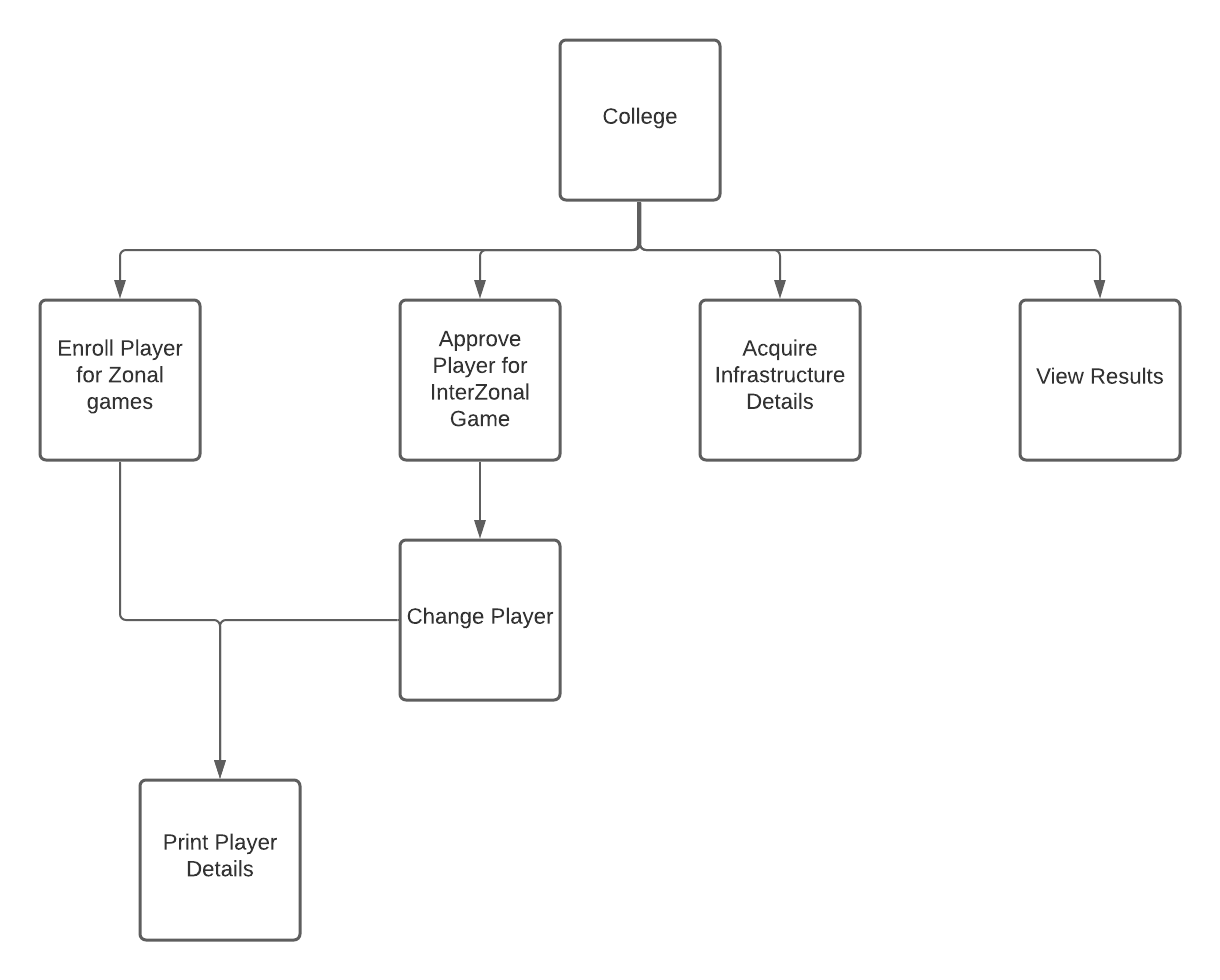 College
Enroll Player
for Zonal
games
Approve
Player for
InterZonal
Game
Acquire
Infrastructure
Details
View Results
Change Player
Print Player
Details